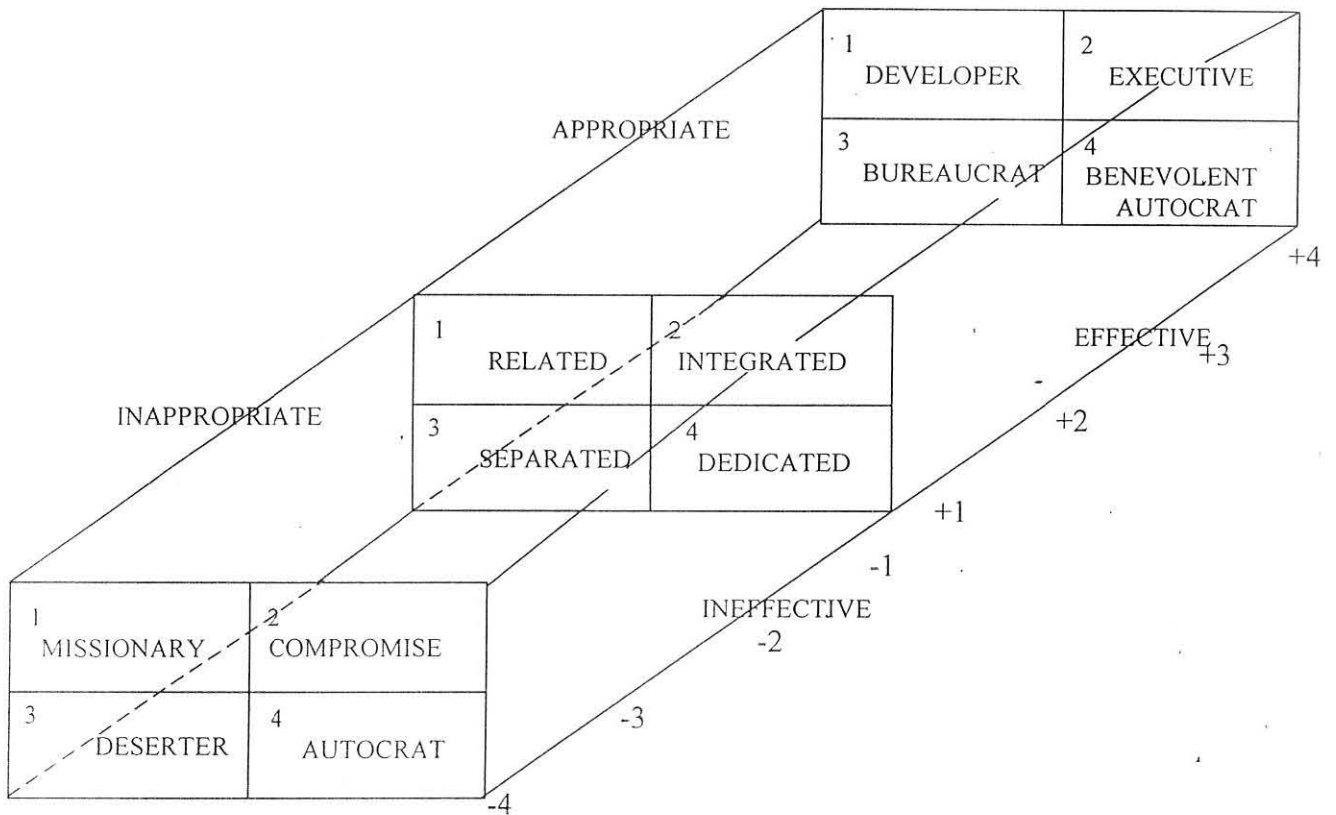 1
DEVELOPER
2
EXECUTIVE
APPROPRIATE
3
BUREAUCRAT
4
BENEVOLENT
AUTOCRAT
+4
1
RELATED
2
INTEGRATED
EFFECTIVE
+3
INAPPROPRIATE
3
SEPARATED
4
DEDICATED
+2
+1
-1
1
MISSIONARY
2
COMPROMISE
INEFFECTIVE
-2
3
DESERTER
4
AUTOCRAT
-3
-4